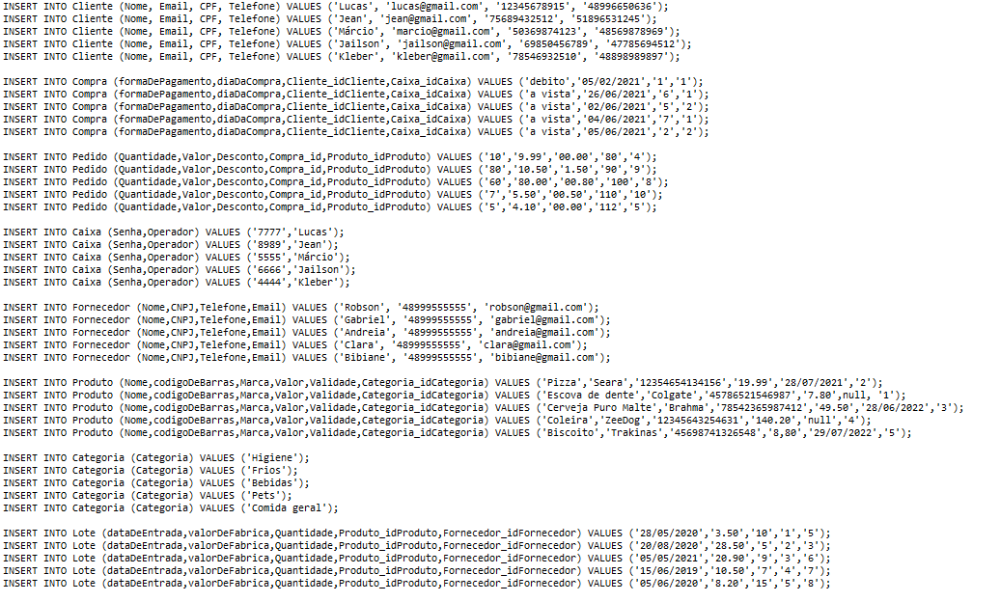 INSERT INTO Cliente (Nome, Email, CPF, Telefone) VALUES ('Lucas', 'lucas@gmail.com', '12345678915', '48996650636');
INSERT INTO Cliente (Nome, Email, CPF, Telefone) VALUES ('Jean', 'jean@gmail.com', '75689432512', '51896531245');
INSERT INTO Cliente (Nome, Email, CPF, Telefone) VALUES ('Márcio', 'marcio@gmail.com', '50369874123', '48569878969');
INSERT INTO Cliente (Nome, Email, CPF, Telefone) VALUES ('Jailson', 'jailson@gmail.com', '69850456789', '47785694512');
INSERT INTO Cliente (Nome, Email, CPF, Telefone) VALUES ('Kleber', 'kleber@gmail.com', '78546932510', '48898989897');
INSERT INTO Compra (formaDePagamento,diaDaCompra,Cliente_idCliente,Caixa_idCaixa) VALUES ('debito','05/02/2021','1','1');
INSERT INTO Compra (formaDePagamento,diaDaCompra,Cliente_idCliente,Caixa_idCaixa) VALUES ('a vista','26/06/2021','6','1');
INSERT INTO Compra (formaDePagamento,diaDaCompra,Cliente_idCliente,Caixa_idCaixa) VALUES ('a vista','02/06/2021','5','2');
INSERT INTO Compra (formaDePagamento,diaDaCompra,Cliente_idCliente,Caixa_idCaixa) VALUES ('a vista','04/06/2021','7','1');
INSERT INTO Compra (formaDePagamento,diaDaCompra,Cliente_idCliente,Caixa_idCaixa) VALUES ('a vista','05/06/2021','2','2');
INSERT INTO Pedido (Quantidade,Valor,Desconto,Compra_id,Produto_idProduto) VALUES ('10','9.99','00.00','80','4');
INSERT INTO Pedido (Quantidade,Valor,Desconto,Compra_id,Produto_idProduto) VALUES ('80','10.50','1.50','90','9');
INSERT INTO Pedido (Quantidade,Valor,Desconto,Compra_id,Produto_idProduto) VALUES ('60','80.00','00.80','100','8');
INSERT INTO Pedido (Quantidade,Valor,Desconto,Compra_id,Produto_idProduto) VALUES ('7','5.50','00.50','110','10');
INSERT INTO Pedido (Quantidade,Valor,Desconto,Compra_id,Produto_idProduto) VALUES ('5','4.10','00.00','112','5');
INSERT INTO Caixa (Senha,Operador) VALUES ('7777','Lucas');
INSERT INTO Caixa (Senha,Operador) VALUES ('8989','Jean');
INSERT INTO Caixa (Senha,Operador) VALUES ('5555','Márcio');
INSERT INTO Caixa (Senha,Operador) VALUES ('6666','Jailson');
INSERT INTO Caixa (Senha,Operador) VALUES ('4444','Kleber');
INSERT INTO Fornecedor (Nome,CNPJ,Telefone,Email) VALUES ('Robson', '48999555555', 'robson@gmail.com');
INSERT INTO Fornecedor (Nome,CNPJ,Telefone,Email) VALUES ('Gabriel', '48999555555', 'gabriel@gmail.com');
INSERT INTO Fornecedor (Nome,CNPJ,Telefone,Email) VALUES ('Andreia', '48999555555', 'andreia@gmail.com');
INSERT INTO Fornecedor (Nome,CNPJ,Telefone,Email) VALUES ('Clara', '48999555555', 'clara@gmail.com');
INSERT INTO Fornecedor (Nome,CNPJ,Telefone,Email) VALUES ('Bibiane', '48999555555', 'bibiane@gmail.com');
INSERT INTO Produto (Nome,codigoDeBarras,Marca,Valor,Validade,Categoria_idCategoria) VALUES ('Pizza','Seara','12354654134156','19.99','28/07/2021','2');
INSERT INTO Produto (Nome,codigoDeBarras,Marca,Valor,Validade,Categoria_idCategoria) VALUES ('Escova de dente','Colgate','45786521546987','7.80',null, '1');
INSERT INTO Produto (Nome,codigoDeBarras,Marca,Valor,Validade,Categoria_idCategoria) VALUES ('Cerveja Puro Malte','Brahma','78542365987412','49.50','28/06/2022','3');
INSERT INTO Produto (Nome,codigoDeBarras,Marca,Valor,Validade,Categoria_idCategoria) VALUES ('Coleira','ZeeDog','12345643254631','140.20','null','4');
INSERT INTO Produto (Nome,codigoDeBarras,Marca,Valor,Validade,Categoria_idCategoria) VALUES ('Biscoito','Trakinas','45698741326548','8,80','29/07/2022','5');
INSERT INTO Categoria (Categoria) VALUES ('Higiene');
INSERT INTO Categoria (Categoria) VALUES ('Frios');
INSERT INTO Categoria (Categoria) VALUES ('Bebidas');
INSERT INTO Categoria (Categoria) VALUES ('Pets');
INSERT INTO Categoria (Categoria) VALUES ('Comida geral');
INSERT INTO Lote (dataDeEntrada,valorDeFabrica,Quantidade,Produto_idProduto,Fornecedor_idFornecedor) VALUES ('28/05/2020','3.50','10','1','5');
INSERT INTO Lote (dataDeEntrada,valorDeFabrica,Quantidade,Produto_idProduto,Fornecedor_idFornecedor) VALUES ('20/08/2020','28.50','5','2','3');
INSERT INTO Lote (dataDeEntrada,valorDeFabrica,Quantidade,Produto_idProduto,Fornecedor_idFornecedor) VALUES ('05/05/2021','20.90','9','3','6');
INSERT INTO Lote (dataDeEntrada,valorDeFabrica,Quantidade,Produto_idProduto,Fornecedor_idFornecedor) VALUES ('15/06/2019','10.50','7','4','7');
INSERT INTO Lote (dataDeEntrada,valorDeFabrica,Quantidade,Produto_idProduto,Fornecedor_idFornecedor) VALUES ('05/06/2020','8.20','15','5','8');